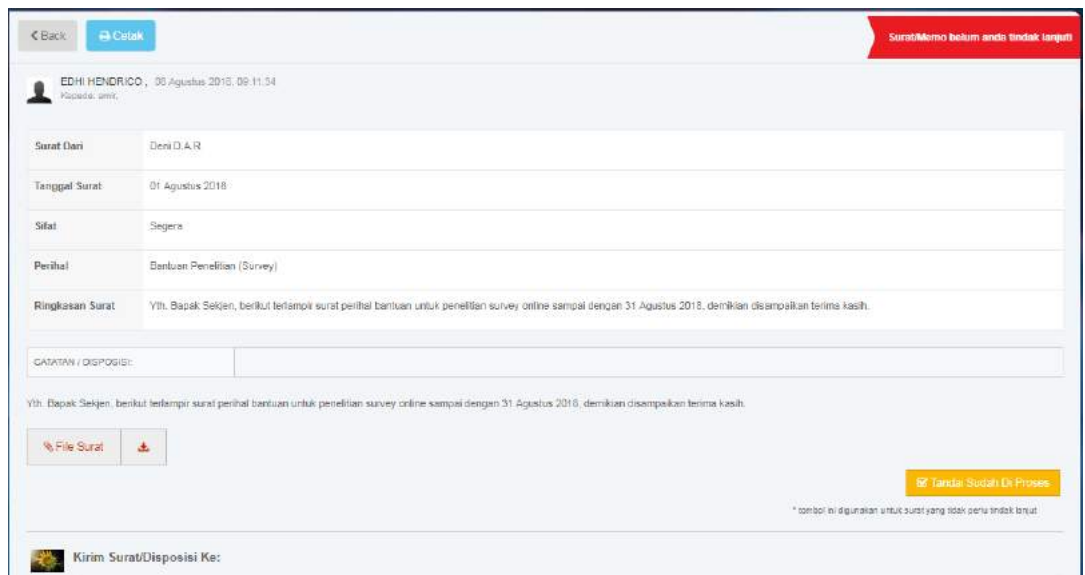 Back
Cetak
Surat/Memo belum anda tindak lanjuti
EDHI HENDRICO, 08 Agustus 2018, 09:11:34
Kepada: amir,
Surat Dari Deni D.A.R
Tanggal Surat 01 Agustus 2018
Sifat Segera
Perihal Bantuan Penelitian (Survey)
Ringkasan Surat Yth. Bapak Sekjen, berikut terlampir surat perihal bantuan untuk penelitian survey online sampai dengan 31 Agustus 2018, demikian disampaikan terima kasih.
CATATAN / DISPOSISI:
Yth. Bapak Sekjen, berikut terlampir surat perihal bantuan untuk penelitian survey online sampai dengan 31 Agustus 2018, demikian disampaikan terima kasih.
File Surat
Tandai Sudah Di Proses
* tombol ini digunakan untuk surat yang tidak perlu tindak lanjut
Kirim Surat/Disposisi Ke: